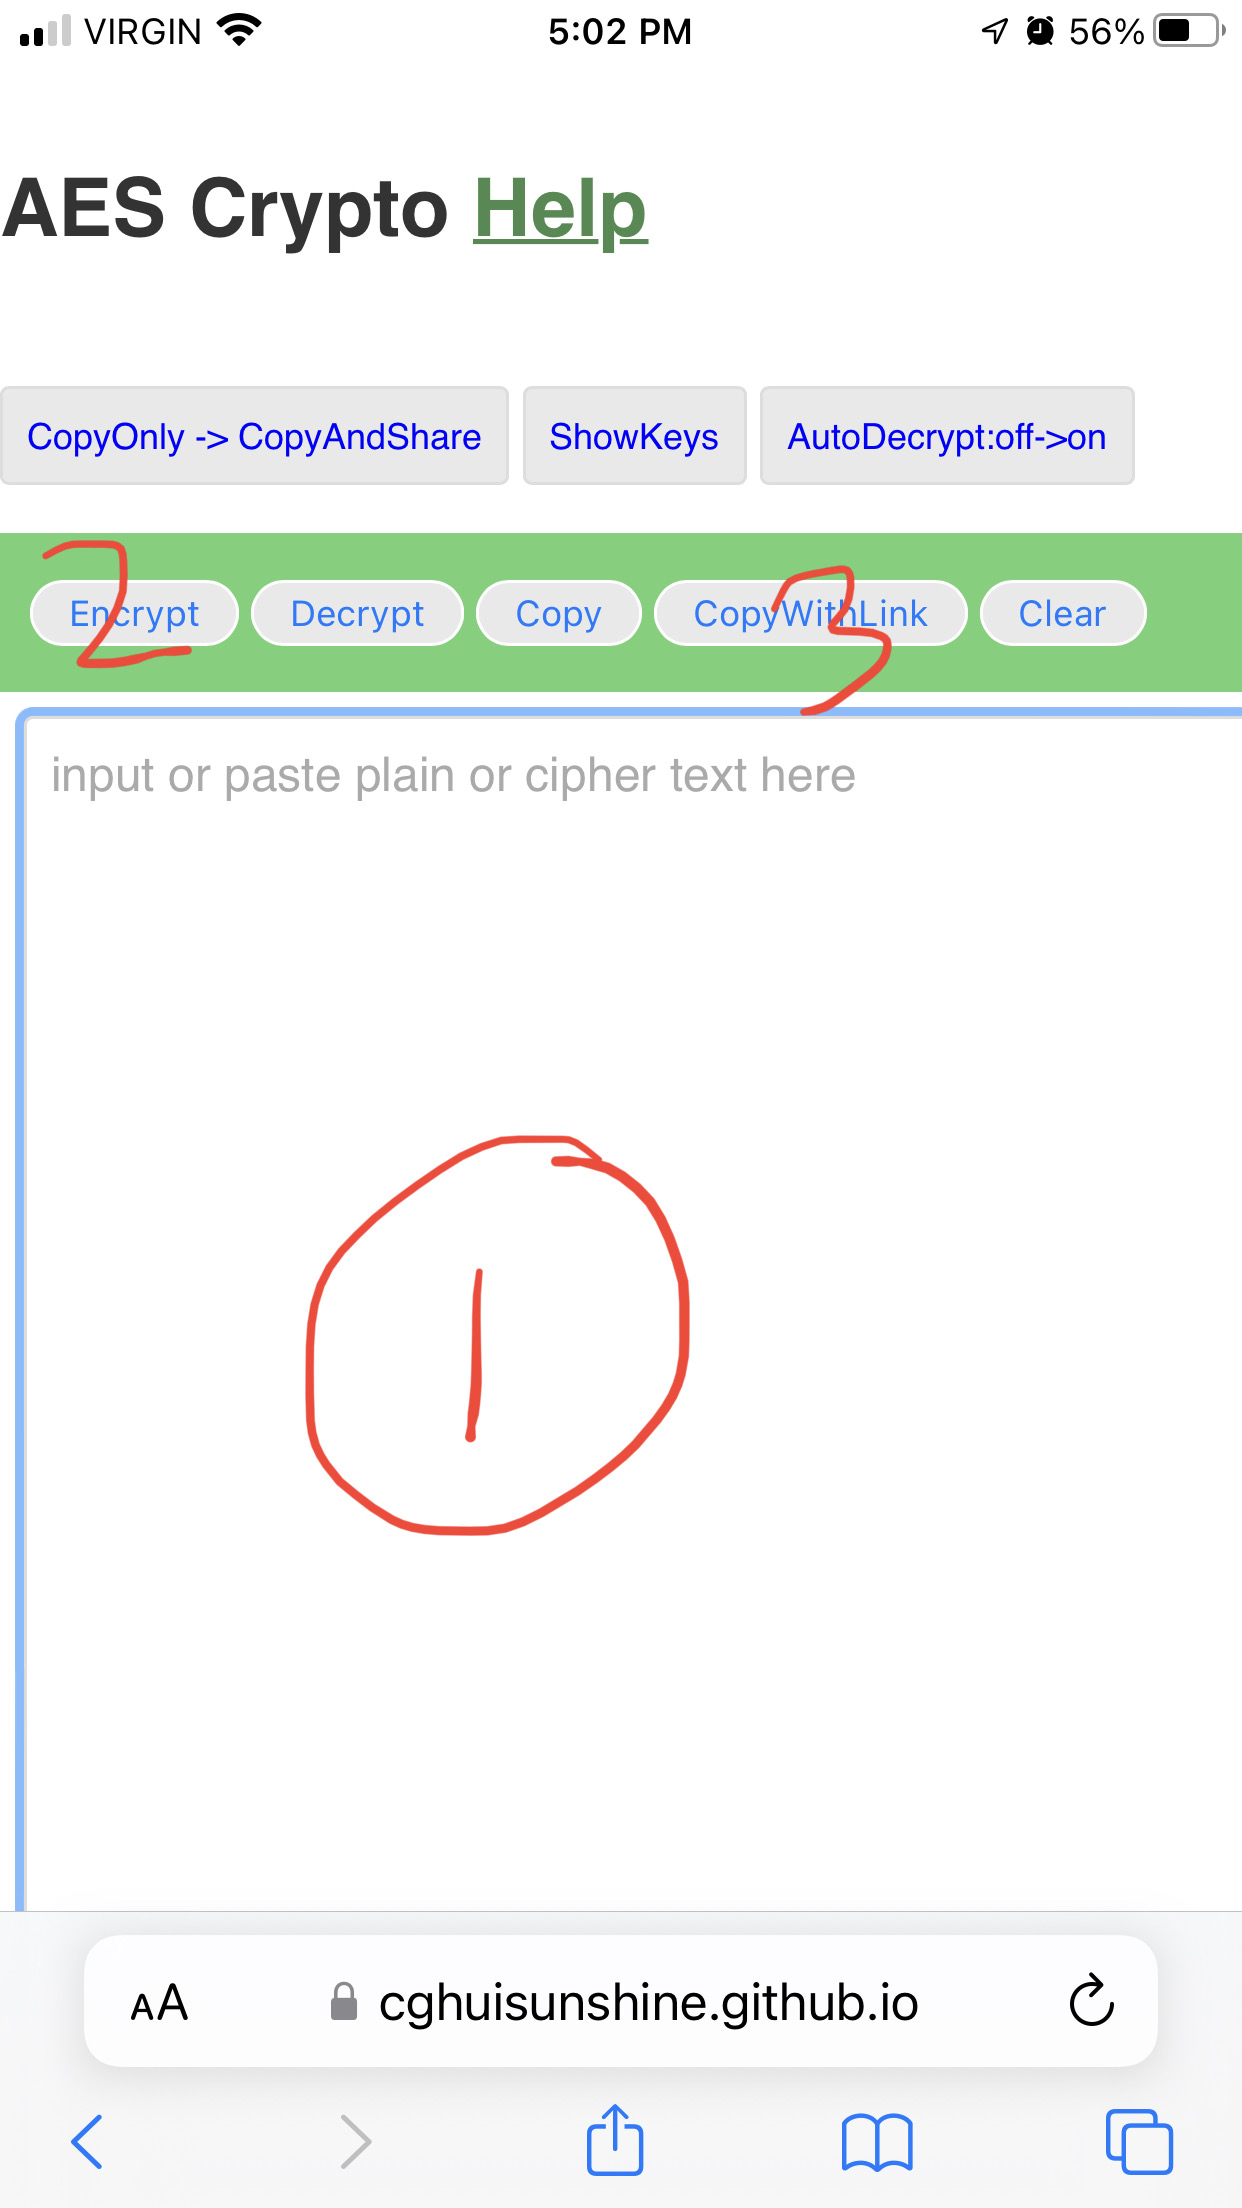 VIRGIN 5:02 PM 56%
AES Crypto Help
CopyOnly -> CopyAndShare ShowKeys AutoDecrypt:off->on
2 3
Encrypt Decrypt Copy CopyWithLink Clear
input or paste plain or cipher text here
1
AA cghuisunshine.github.io